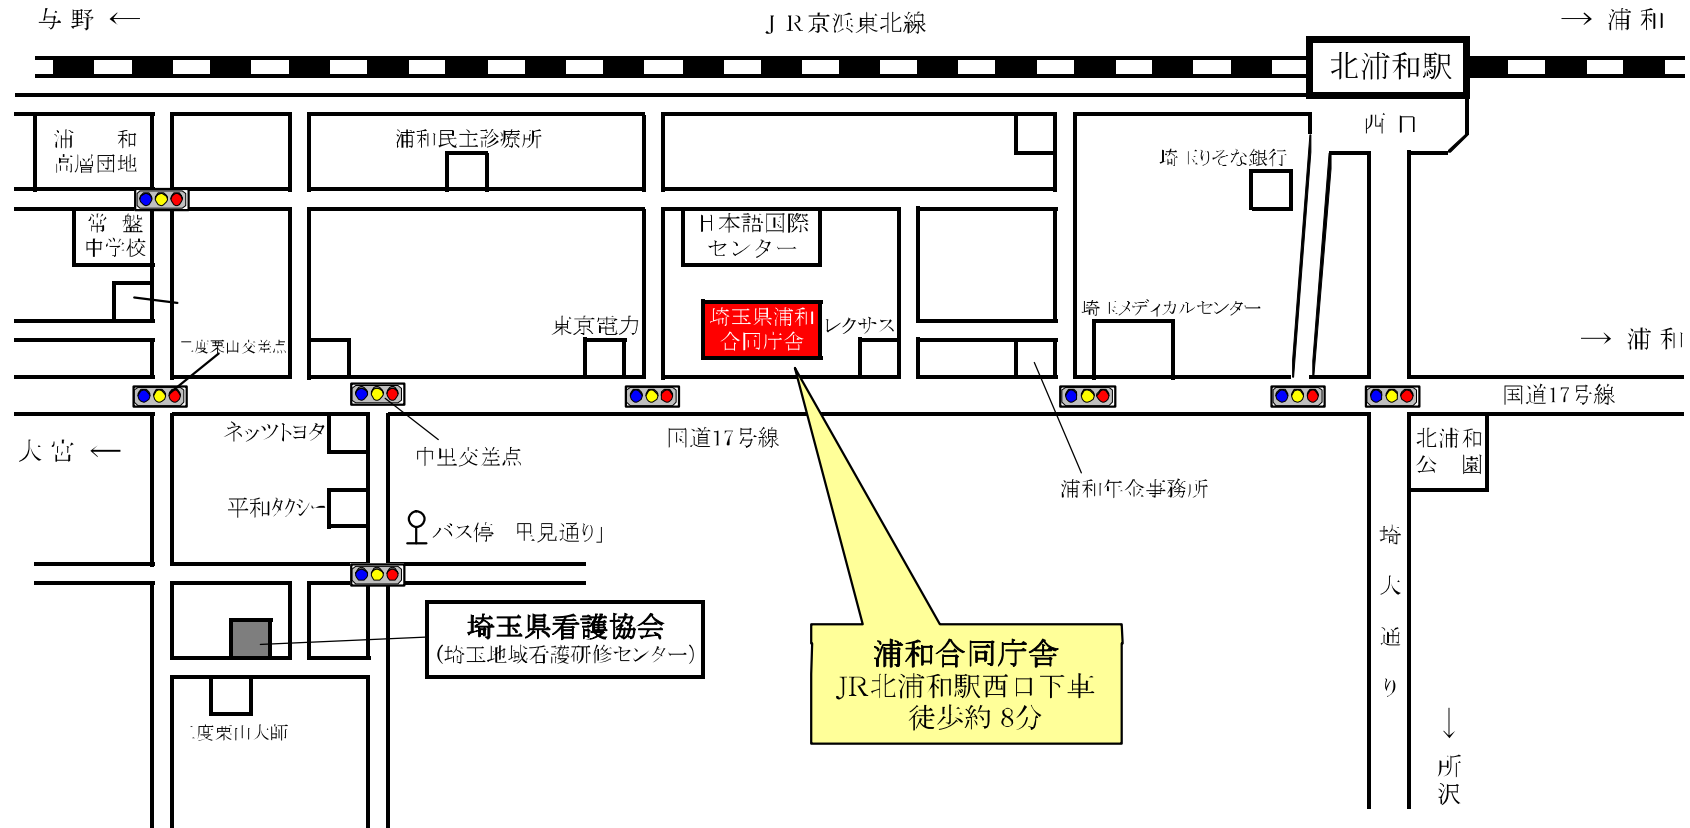 与野 ←
ＪＲ京浜東北線
→ 浦和
北浦和駅
西口
浦和
高層団地
浦和民主診療所
埼玉りそな銀行
常盤
中学校
日本語国際
センター
埼玉県浦和
合同庁舎
レクサス
東京電力
埼玉メディカルセンター
二度栗山交差点
→ 浦和
国道17号線
ネッツトヨタ
大宮 ←
中里交差点
国道17号線
北浦和
公園
浦和年金事務所
平和タクシー
バス停「里見通り」
埼大通り
埼玉県看護協会
(埼玉地域看護研修センター)
浦和合同庁舎
JR北浦和駅西口下車
徒歩約 8分
二度栗山大師
↓
所沢